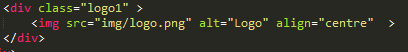 <div class="logo1" >
<img src="img/logo.png" alt="Logo" align="centre"  >
</div>